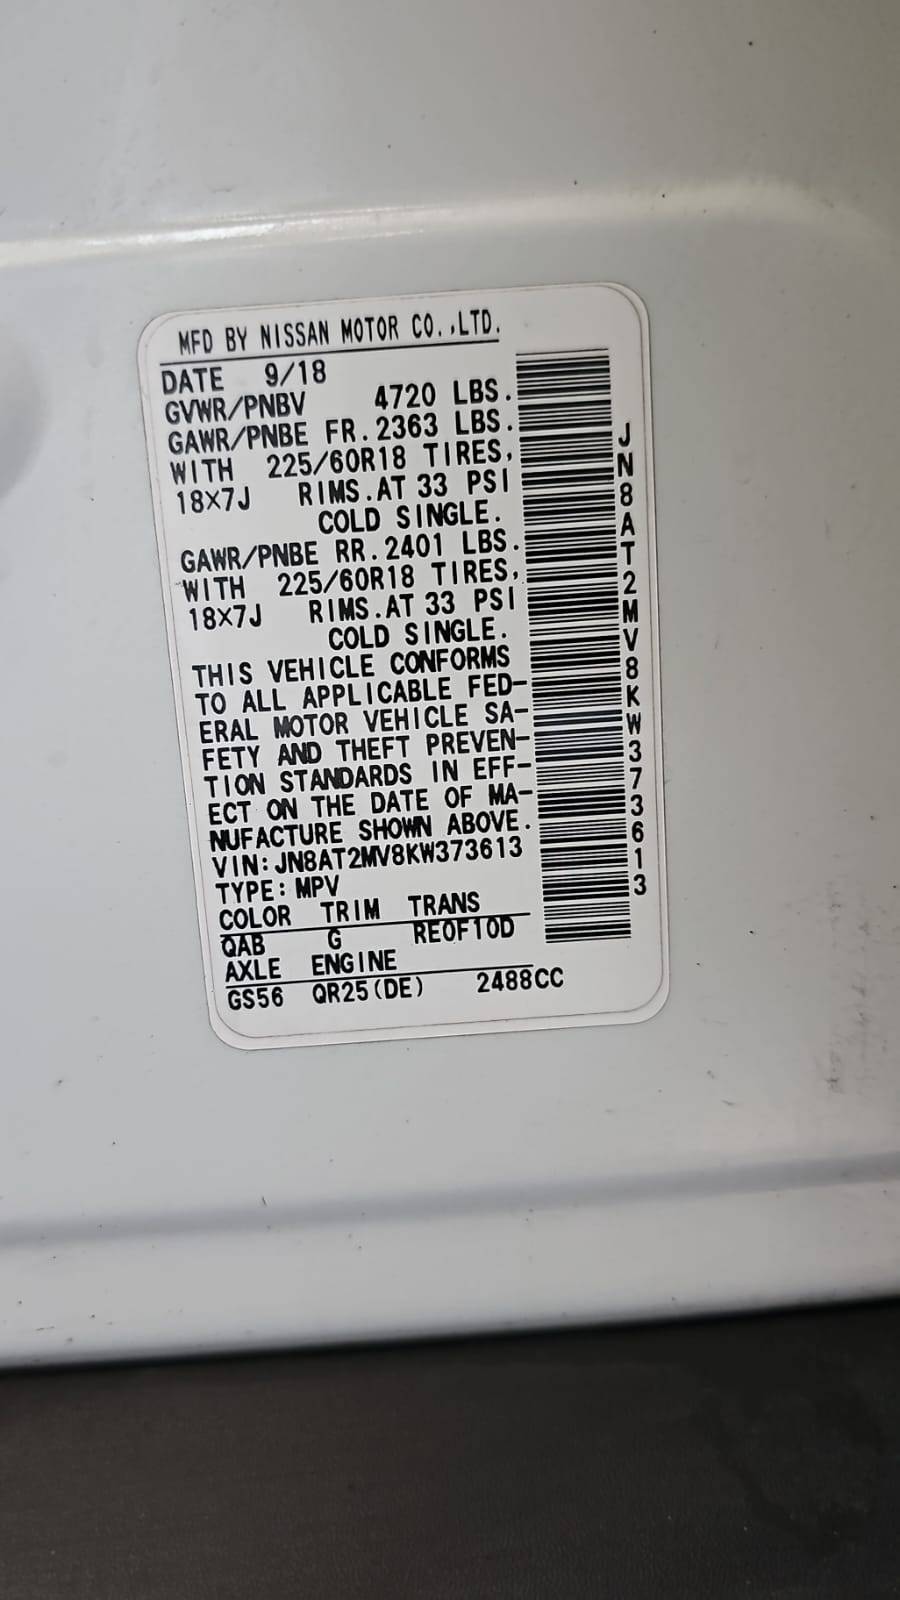 MFD BY NISSAN MOTOR CO.,LTD.
DATE 9/18
GVWR/PNBV 4720 LBS.
GAWR/PNBE FR.2363 LBS.
WITH 225/60R18 TIRES,
18×7J RIMS.AT 33 PSI
COLD SINGLE.
GAWR/PNBE RR.2401 LBS.
WITH 225/60R18 TIRES,
18×7J RIMS.AT 33 PSI
COLD SINGLE.
THIS VEHICLE CONFORMS
TO ALL APPLICABLE FED-
ERAL MOTOR VEHICLE SA-
FETY AND THEFT PREVEN-
TION STANDARDS IN EFF-
ECT ON THE DATE OF MA-
NUFACTURE SHOWN ABOVE.
VIN:JN8AT2MV8KW373613
TYPE:MPV
COLOR TRIM TRANS
QAB G RE0F10D
AXLE ENGINE
GS56 QR25(DE) 2488CC
JN8AT2MV8KW373613